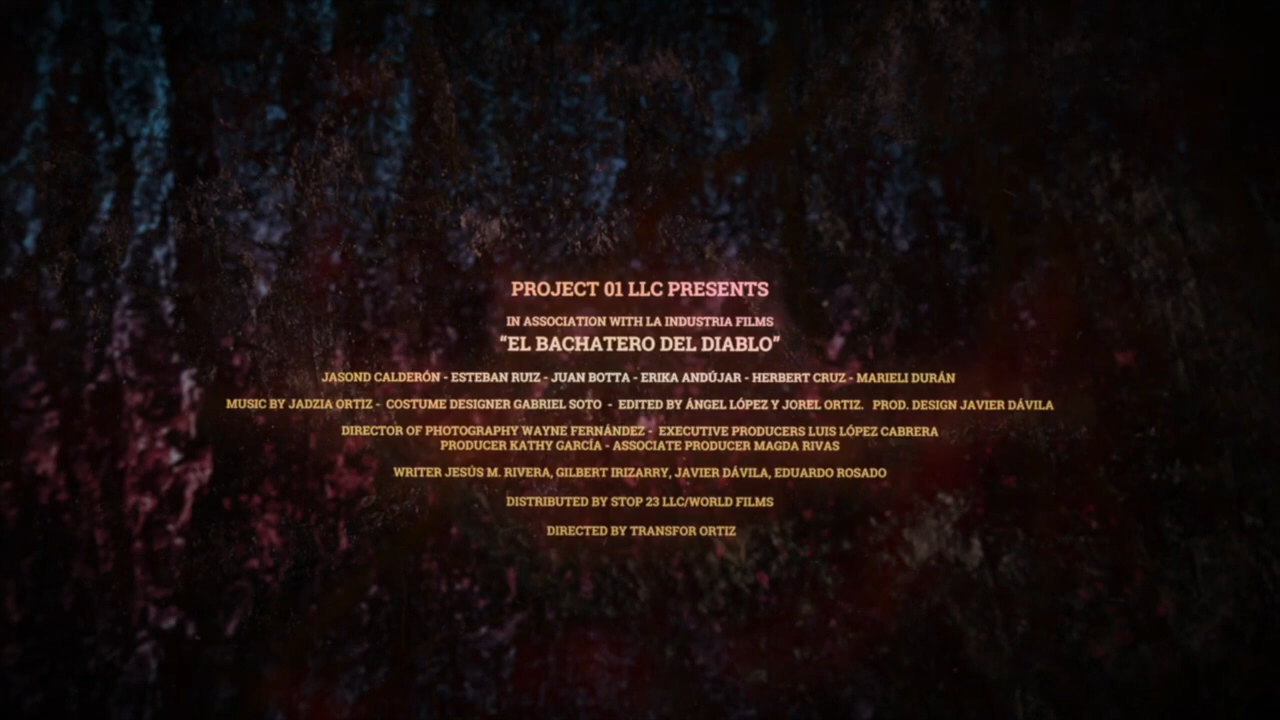 PROJECT 01 LLC PRESENTS
IN ASSOCIATION WITH LA INDUSTRIA FILMS
“EL BACHATERO DEL DIABLO”
JASOND CALDERÓN - ESTEBAN RUIZ - JUAN BOTTA - ERIKA ANDÚJAR - HERBERT CRUZ - MARIELI DURÁN
MUSIC BY JADZIA ORTIZ - COSTUME DESIGNER GABRIEL SOTO - EDITED BY ÁNGEL LÓPEZ Y JOREL ORTIZ. PROD. DESIGN JAVIER DÁVILA
DIRECTOR OF PHOTOGRAPHY WAYNE FERNÁNDEZ - EXECUTIVE PRODUCERS LUIS LÓPEZ CABRERA
PRODUCER KATHY GARCÍA - ASSOCIATE PRODUCER MAGDA RIVAS
WRITER JESÚS M. RIVERA, GILBERT IRIZARRY, JAVIER DÁVILA, EDUARDO ROSADO
DISTRIBUTED BY STOP 23 LLC/WORLD FILMS
DIRECTED BY TRANSFOR ORTIZ